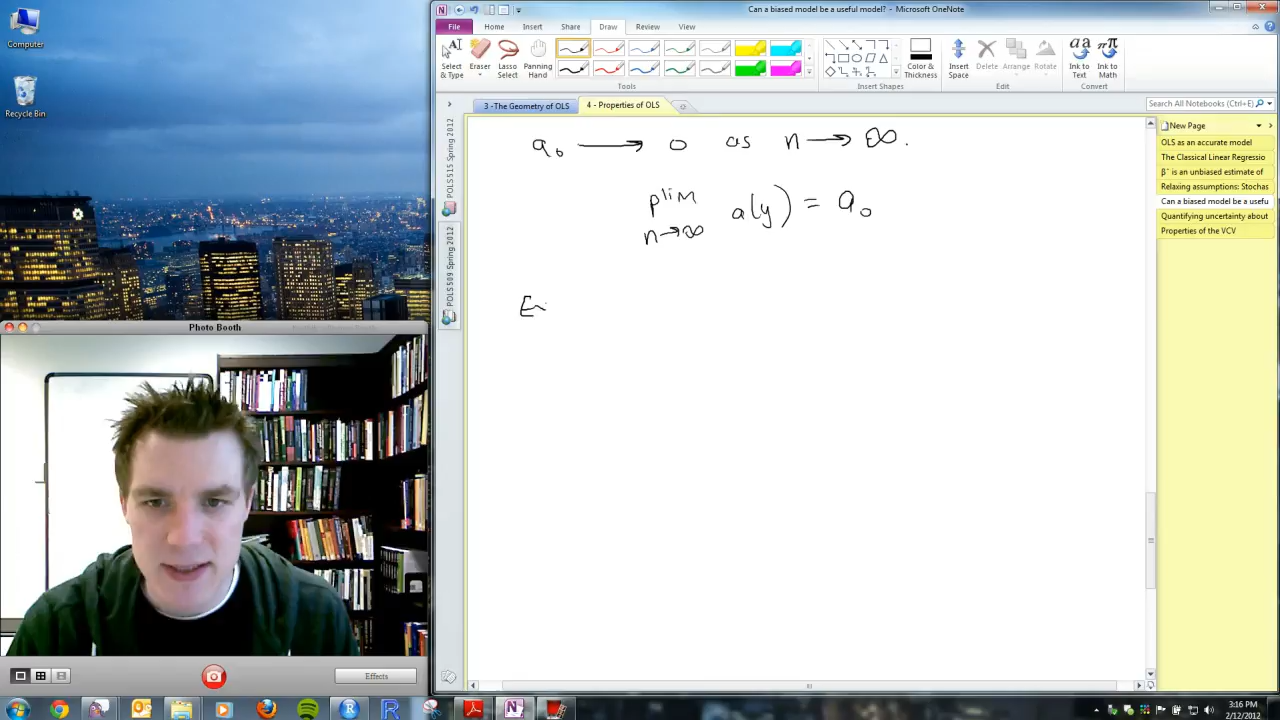 Can a biased model be a useful model? - Microsoft OneNote
File Home Insert Share Draw Review View
Select & Type
Eraser
Lasso Select
Panning Hand
Color & Thickness
Insert Space
Delete
Arrange
Rotate
Ink to Text
Ink to Math
Tools
Insert Shapes
Edit
Convert
3 -The Geometry of OLS
4 - Properties of OLS
Search All Notebooks (Ctrl+E)
New Page
OLS as an accurate model
The Classical Linear Regressio
β^ is an unbiased estimate of
Relaxing assumptions: Stochas
Can a biased model be a usefu
Quantifying uncertainty about
Properties of the VCV
POLS 515 Spring 2012
POLS 509 Spring 2012
a₀ → 0 as n → ∞.
plim a(y) = a₀
n→∞
Computer
Recycle Bin
Photo Booth
Effects
3:16 PM
2/12/2012